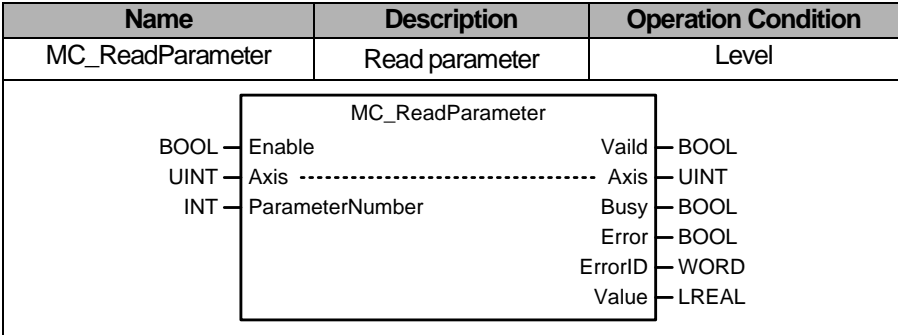 Name Description Operation Condition
MC_ReadParameter Read parameter Level
MC_ReadParameter
BOOL Enable Vaild BOOL
UINT Axis Axis UINT
INT ParameterNumber Busy BOOL
Error BOOL
ErrorID WORD
Value LREAL